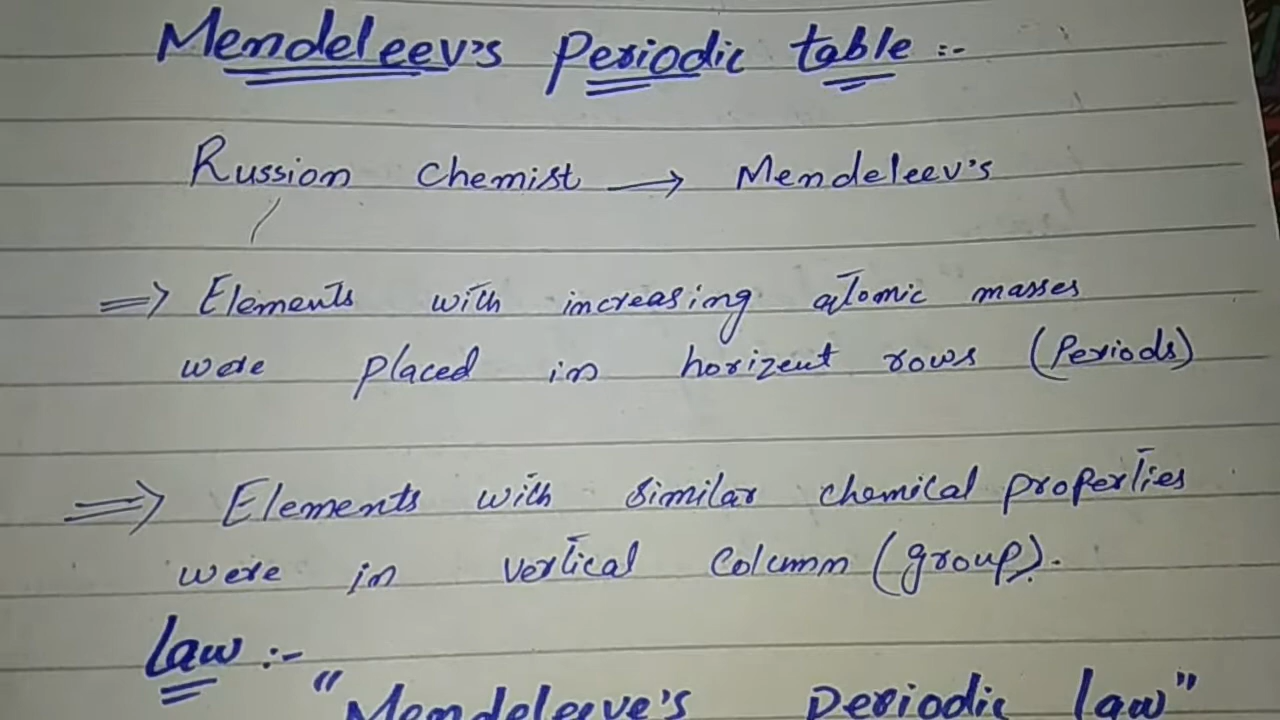 Mendeleev's Periodic table :-
Russion Chemist → Mendeleev's
⇒ Elements with increasing atomic masses
were placed in horizent rows (Periods)
⇒ Elements with similar chemical properties
were in vertical Column (group).
Law :-
"Mendeleeve's Periodic law"